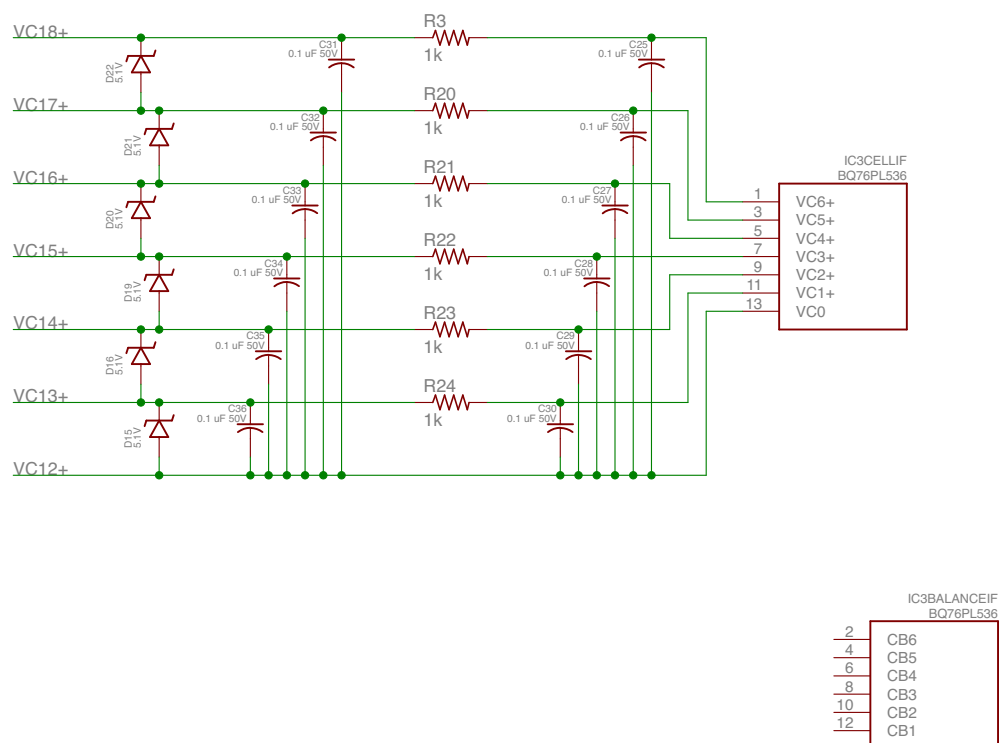 VC18+
R3
1k
C31
0.1 uF 50V
C25
0.1 uF 50V
D22
5.1V
VC17+
R20
1k
C32
0.1 uF 50V
C26
0.1 uF 50V
D21
5.1V
VC16+
R21
1k
C33
0.1 uF 50V
C27
0.1 uF 50V
D20
5.1V
VC15+
R22
1k
C34
0.1 uF 50V
C28
0.1 uF 50V
D19
5.1V
VC14+
R23
1k
C35
0.1 uF 50V
C29
0.1 uF 50V
D16
5.1V
VC13+
R24
1k
C36
0.1 uF 50V
C30
0.1 uF 50V
D15
5.1V
VC12+
IC3CELLIF
BQ76PL536
1 VC6+
3 VC5+
5 VC4+
7 VC3+
9 VC2+
11 VC1+
13 VC0
IC3BALANCEIF
BQ76PL536
2 CB6
4 CB5
6 CB4
8 CB3
10 CB2
12 CB1